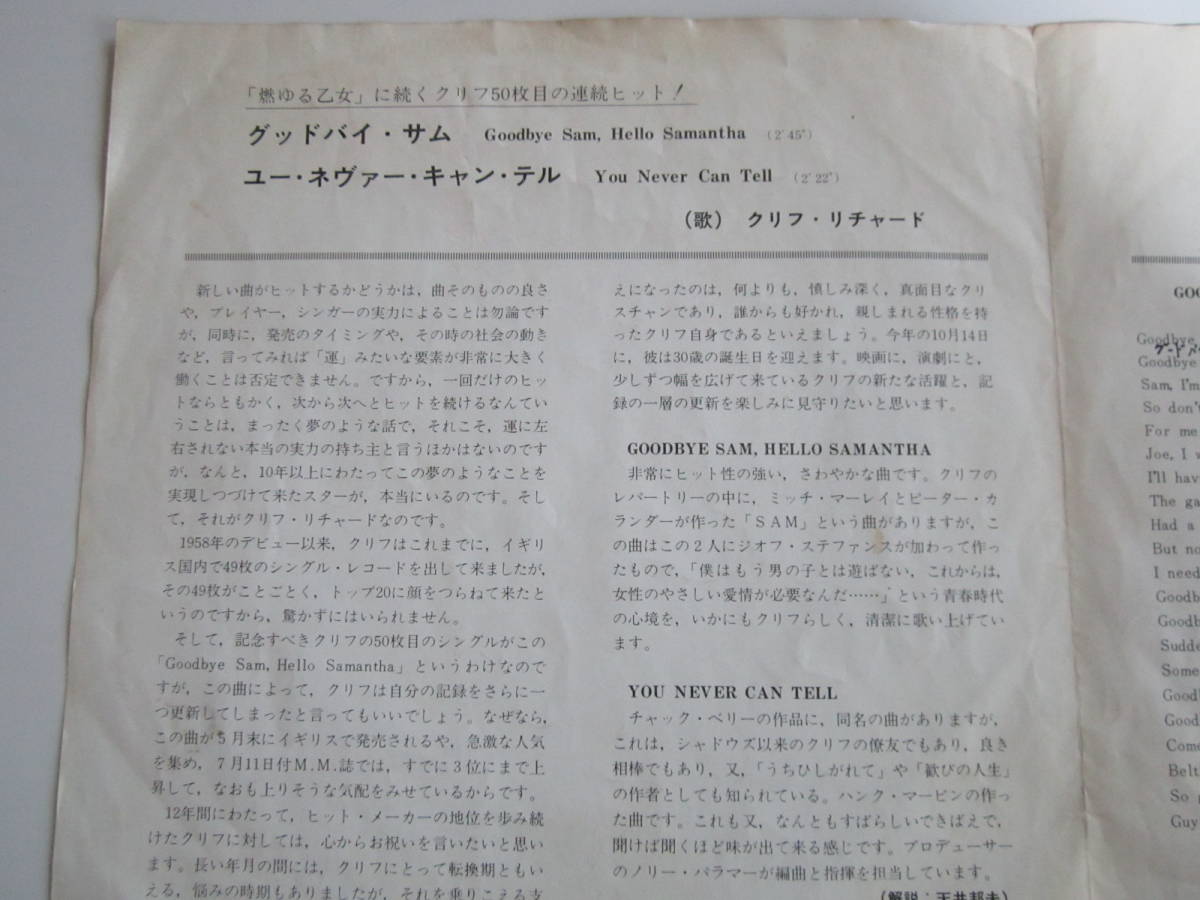 「燃ゆる乙女」に続くクリフ50枚目の連続ヒット!
グッドバイ・サム Goodbye Sam, Hello Samantha (2'45")
ユー・ネヴァー・キャン・テル You Never Can Tell (2'22")
(歌) クリフ・リチャード
新しい曲がヒットするかどうかは, 曲そのものの良さ
や, プレイヤー, シンガーの実力によることは勿論です
が, 同時に, 発売のタイミングや, その時の社会の動き
など, 言ってみれば「運」みたいな要素が非常に大きく
働くことは否定できません。ですから, 一回だけのヒッ
トならともかく, 次から次へとヒットを続けるなんてい
うことは, まったく夢のような話で, それこそ, 運に左
右されない本当の実力の持ち主と言うほかはないのです
が, なんと, 10年以上にわたってこの夢のようなことを
実現しつづけて来たスターが, 本当にいるのです。そし
て, それがクリフ・リチャードなのです。
1958年のデビュー以来, クリフはこれまでに, イギリ
ス国内で49枚のシングル・レコードを出して来ましたが,
その49枚がことごとく, トップ20に顔をつらねて来たと
いうのですから, 驚かずにはいられません。
そして, 記念すべきクリフの50枚目のシングルがこの
「Goodbye Sam, Hello Samantha」というわけなので
すが, この曲によって, クリフは自分の記録をさらに一
つ更新してしまったと言ってもいいでしょう。なぜなら,
この曲が5月末にイギリスで発売されるや, 急激な人気
を集め, 7月11日付M.M.誌では, すでに3位にまで上
昇して, なおも上りそうな気配をみせているからです。
12年間にわたって, ヒット・メーカーの地位を歩み続
けたクリフに対しては, 心からお祝いを言いたいと思い
ます。長い年月の間には, クリフにとって転換期ともい
える, 悩みの時期もありましたが, それを乗りこえる支
えになったのは, 何よりも, 慎しみ深く, 真面目なクリ
スチャンであり, 誰からも好かれ, 親しまれる性格を持
ったクリフ自身であるといえましょう。今年の10月14日
に, 彼は30歳の誕生日を迎えます。映画に, 演劇にと,
少しずつ幅を広げて来ているクリフの新たな活躍と, 記
録の一層の更新を楽しみに見守りたいと思います。
GOODBYE SAM, HELLO SAMANTHA
非常にヒット性の強い, さわやかな曲です。クリフの
レパートリーの中に, ミッチ・マーレイとピーター・カ
ランダーが作った「SAM」という曲がありますが, こ
の曲はこの2人にジオフ・ステファンスが加わって作っ
たもので, 「僕はもう男の子とは遊ばない, これからは,
女性のやさしい愛情が必要なんだ……」という青春時代
の心境を, いかにもクリフらしく, 清潔に歌い上げてい
ます。
YOU NEVER CAN TELL
チャック・ベリーの作品に, 同名の曲がありますが,
これは, シャドウズ以来のクリフの僚友でもあり, 良き
相棒でもあり, 又, 「うちひしがれて」や「歓びの人生」
の作者としても知られている。ハンク・マービンの作っ
た曲です。これも又, なんともすばらしいできばえで,
聞けば聞くほど味が出て来る感じです。プロデューサー
のノリー・パラマーが編曲と指揮を担当しています。
(解説:天井邦夫)
GOO
Goodbye,
Goodbye
Sam, I'm
So don'
For me
Joe, I w
I'll hav
The ga
Had a
But no
I need
Goodb
Goodb
Sudde
Some
Good
Good
Come
Belt
So g
Guy